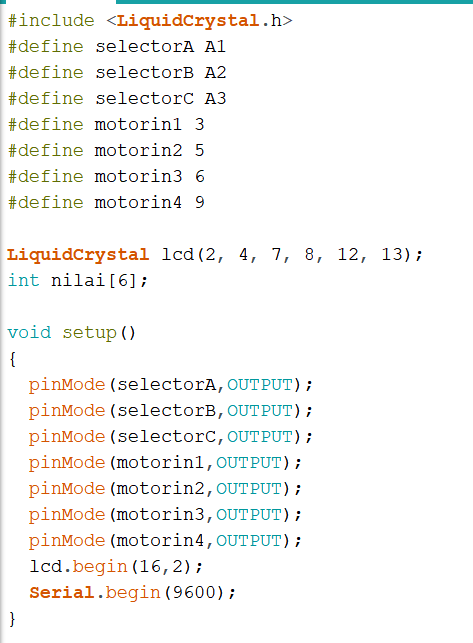 #include <LiquidCrystal.h>
#define selectorA A1
#define selectorB A2
#define selectorC A3
#define motorin1 3
#define motorin2 5
#define motorin3 6
#define motorin4 9

LiquidCrystal lcd(2, 4, 7, 8, 12, 13);
int nilai[6];

void setup()
{
  pinMode(selectorA,OUTPUT);
  pinMode(selectorB,OUTPUT);
  pinMode(selectorC,OUTPUT);
  pinMode(motorin1,OUTPUT);
  pinMode(motorin2,OUTPUT);
  pinMode(motorin3,OUTPUT);
  pinMode(motorin4,OUTPUT);
  lcd.begin(16,2);
  Serial.begin(9600);
}